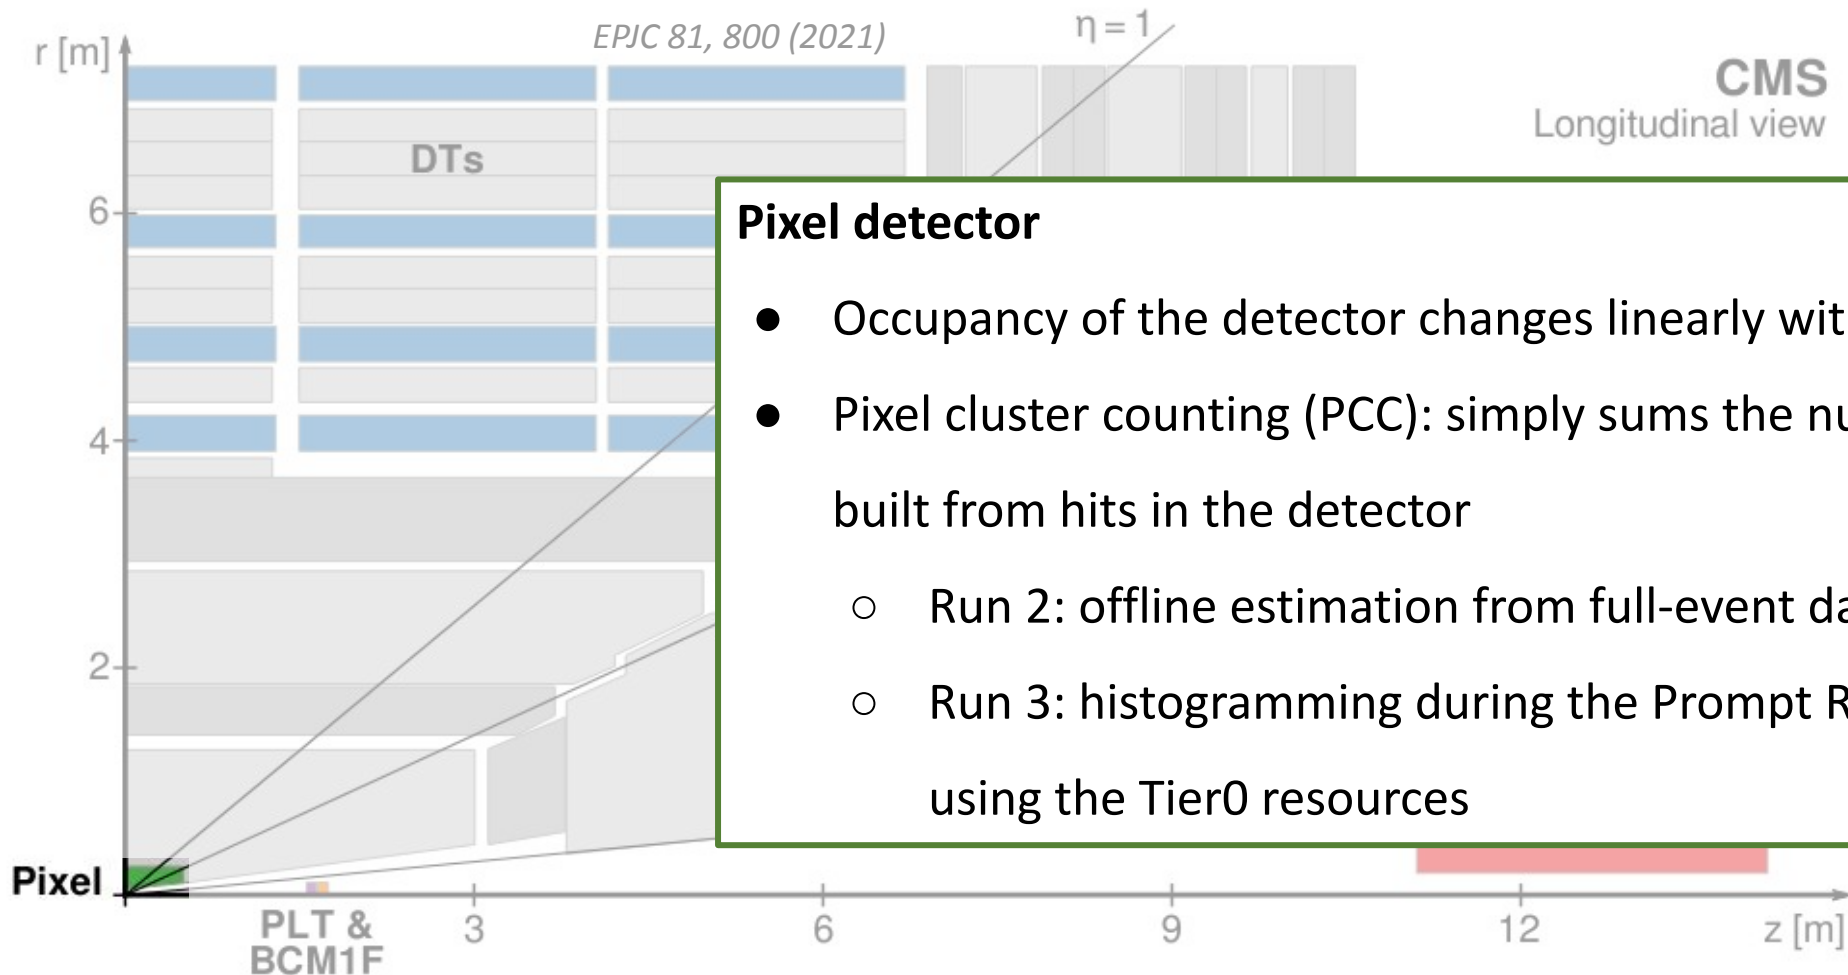 r [m]
EPJC 81, 800 (2021)
η = 1
CMS
Longitudinal view
DTs
6
4
2
Pixel detector
● Occupancy of the detector changes linearly
● Pixel cluster counting (PCC): simply sums the
built from hits in the detector
○ Run 2: offline estimation from full-event
○ Run 3: histogramming during the Prompt
using the Tier0 resources
Pixel
PLT &
BCM1F
3
6
9
12
z [m]